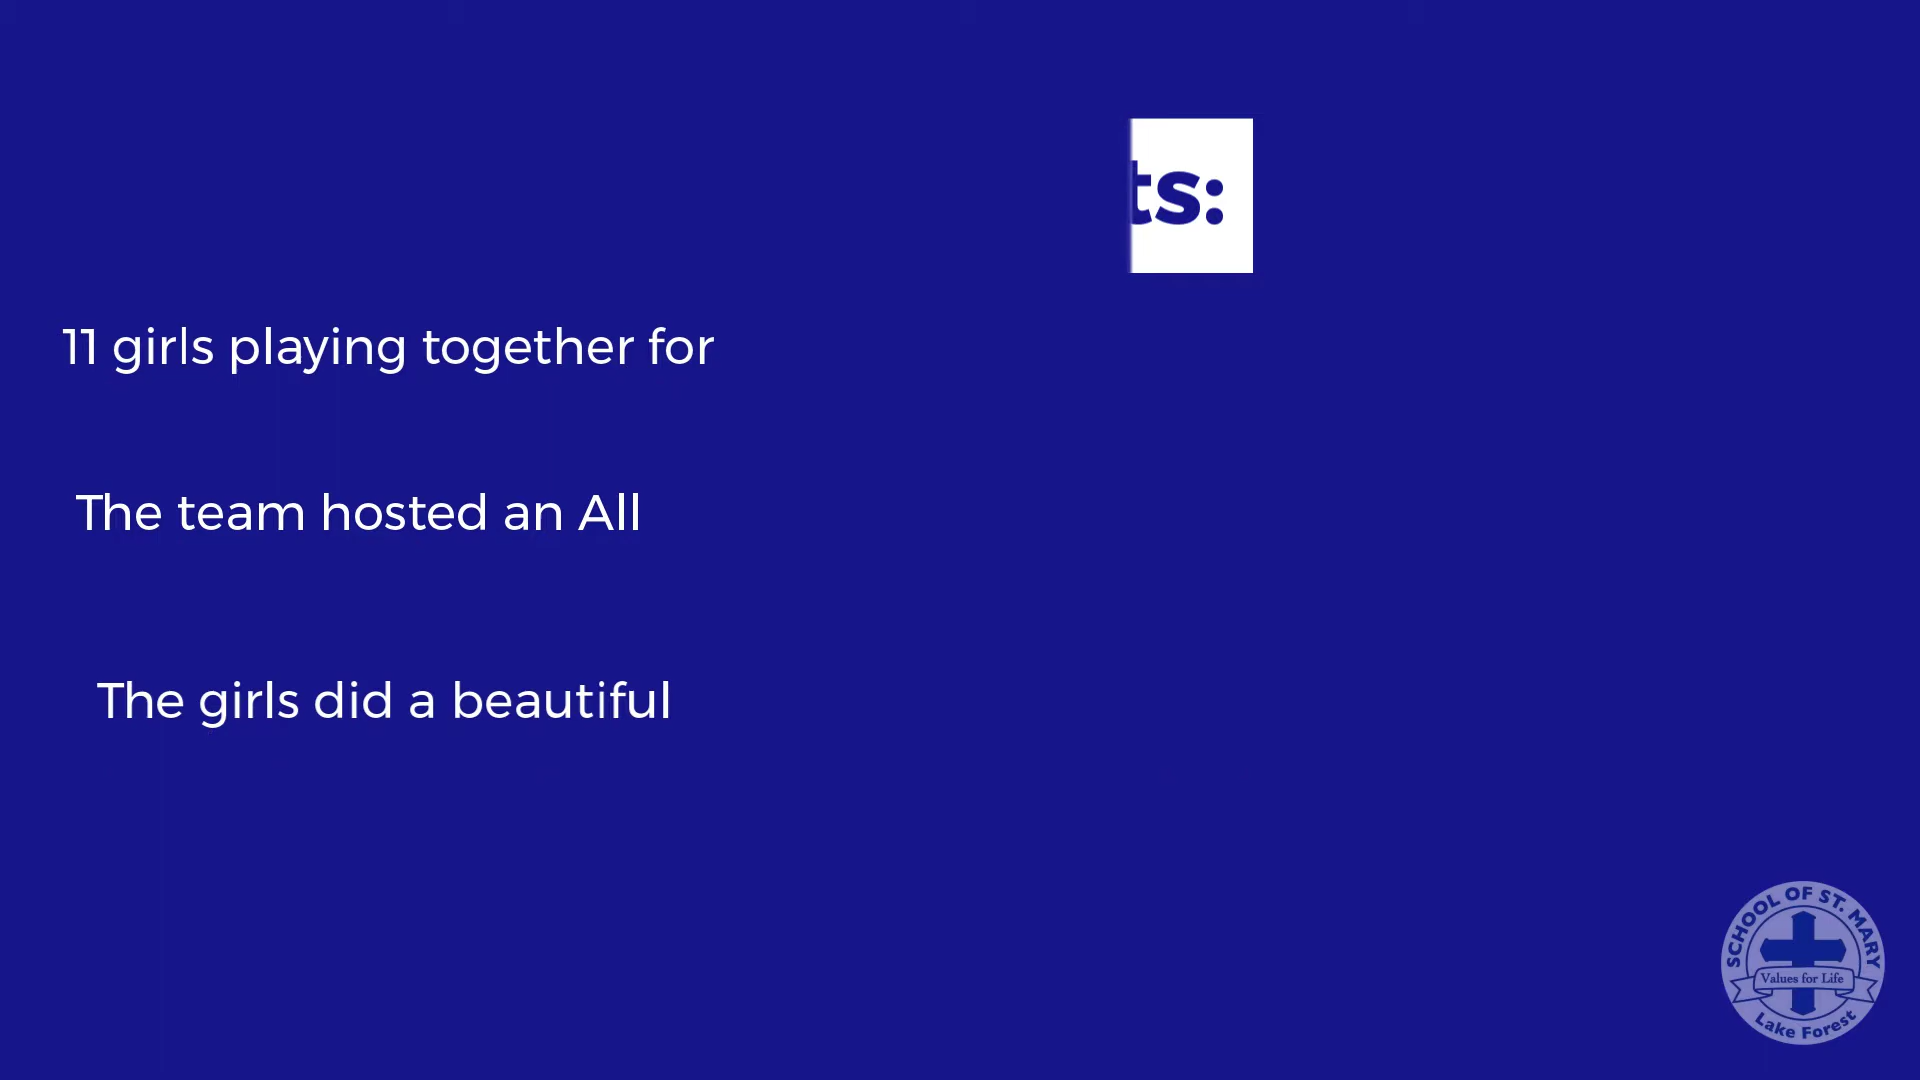 ts:
11 girls playing together for
The team hosted an All
The girls did a beautiful
SCHOOL OF ST. MARY
Values for Life
Lake Forest